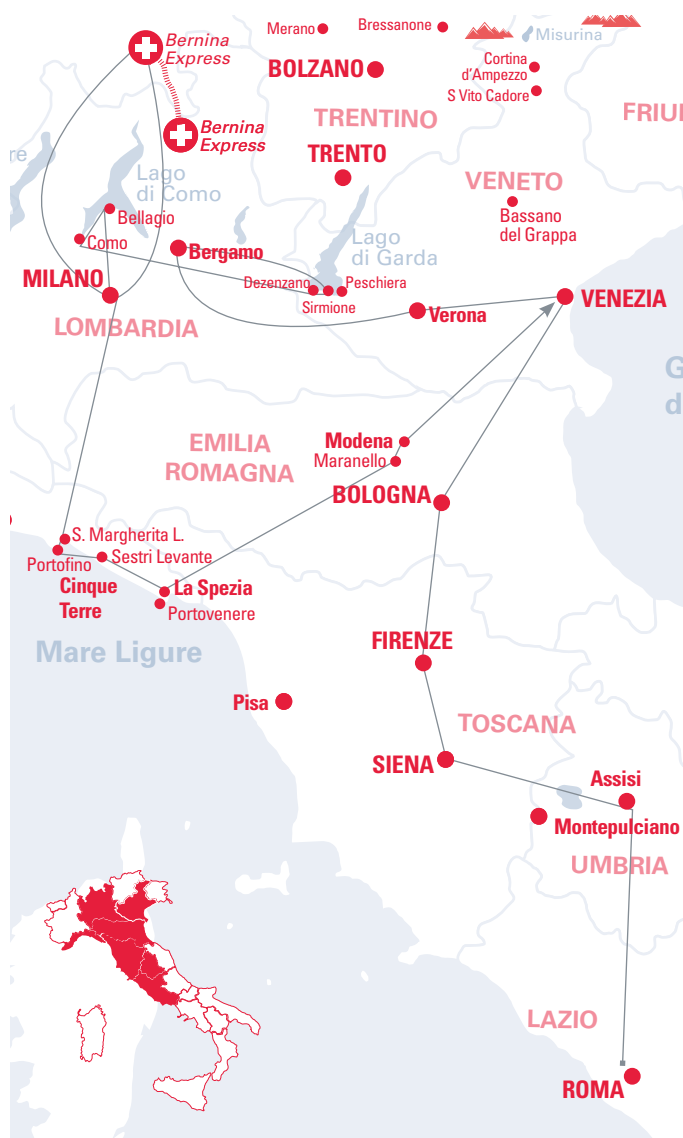 Merano
Bressanone
Bernina
Express
Misurina
BOLZANO
Cortina
d'Ampezzo
S Vito Cadore
TRENTINO
FRIU
Bernina
Express
TRENTO
re
Lago
di Como
VENETO
Bellagio
Bassano
del Grappa
Como
Bergamo
Lago
di Garda
MILANO
Dezenzano
Peschiera
Sirmione
VENEZIA
Verona
LOMBARDIA
G
d
EMILIA
ROMAGNA
Modena
Maranello
BOLOGNA
S. Margherita L.
Portofino
Sestri Levante
Cinque
Terre
La Spezia
Portovenere
Mare Ligure
FIRENZE
Pisa
TOSCANA
SIENA
Assisi
Montepulciano
UMBRIA
LAZIO
ROMA